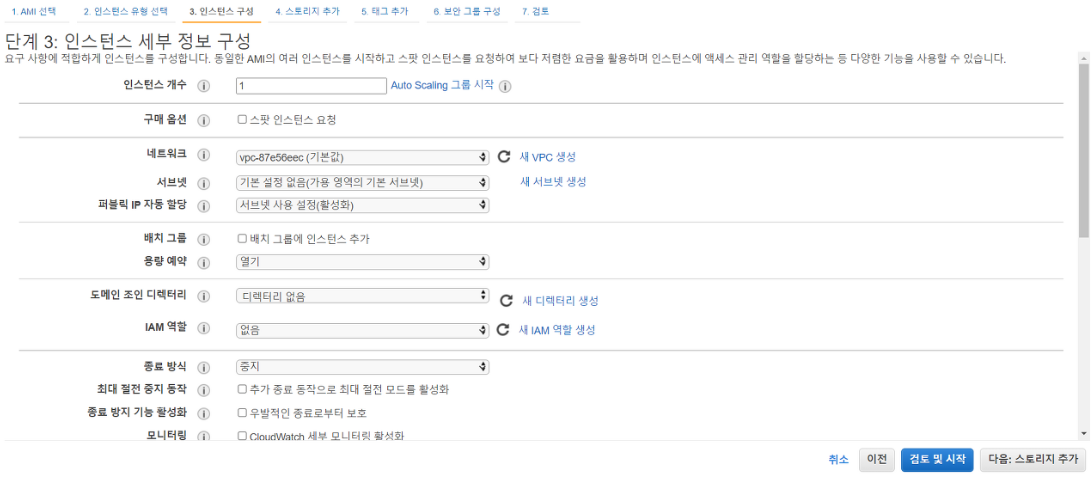 1. AMI 선택 2. 인스턴스 유형 선택 3. 인스턴스 구성 4. 스토리지 추가 5. 태그 추가 6. 보안 그룹 구성 7. 검토
단계 3: 인스턴스 세부 정보 구성
요구 사항에 적합하게 인스턴스를 구성합니다. 동일한 AMI의 여러 인스턴스를 시작하고 스팟 인스턴스를 요청하여 보다 저렴한 요금을 활용하며 인스턴스에 액세스 관리 역할을 할당하는 등 다양한 기능을 사용할 수 있습니다.
인스턴스 개수 1 Auto Scaling 그룹 시작
구매 옵션 스팟 인스턴스 요청
네트워크 vpc-87e56eec (기본값) 새 VPC 생성
서브넷 기본 설정 없음(가용 영역의 기본 서브넷) 새 서브넷 생성
퍼블릭 IP 자동 할당 서브넷 사용 설정(활성화)
배치 그룹 배치 그룹에 인스턴스 추가
용량 예약 열기
도메인 조인 디렉터리 디렉터리 없음 새 디렉터리 생성
IAM 역할 없음 새 IAM 역할 생성
종료 방식 중지
최대 절전 중지 동작 추가 종료 동작으로 최대 절전 모드를 활성화
종료 방지 기능 활성화 우발적인 종료로부터 보호
모니터링 CloudWatch 세부 모니터링 활성화
취소 이전 검토 및 시작 다음: 스토리지 추가